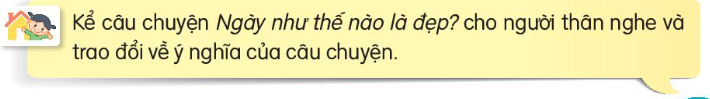 Kể câu chuyện Ngày như thế nào là đẹp? cho người thân nghe và
trao đổi về ý nghĩa của câu chuyện.